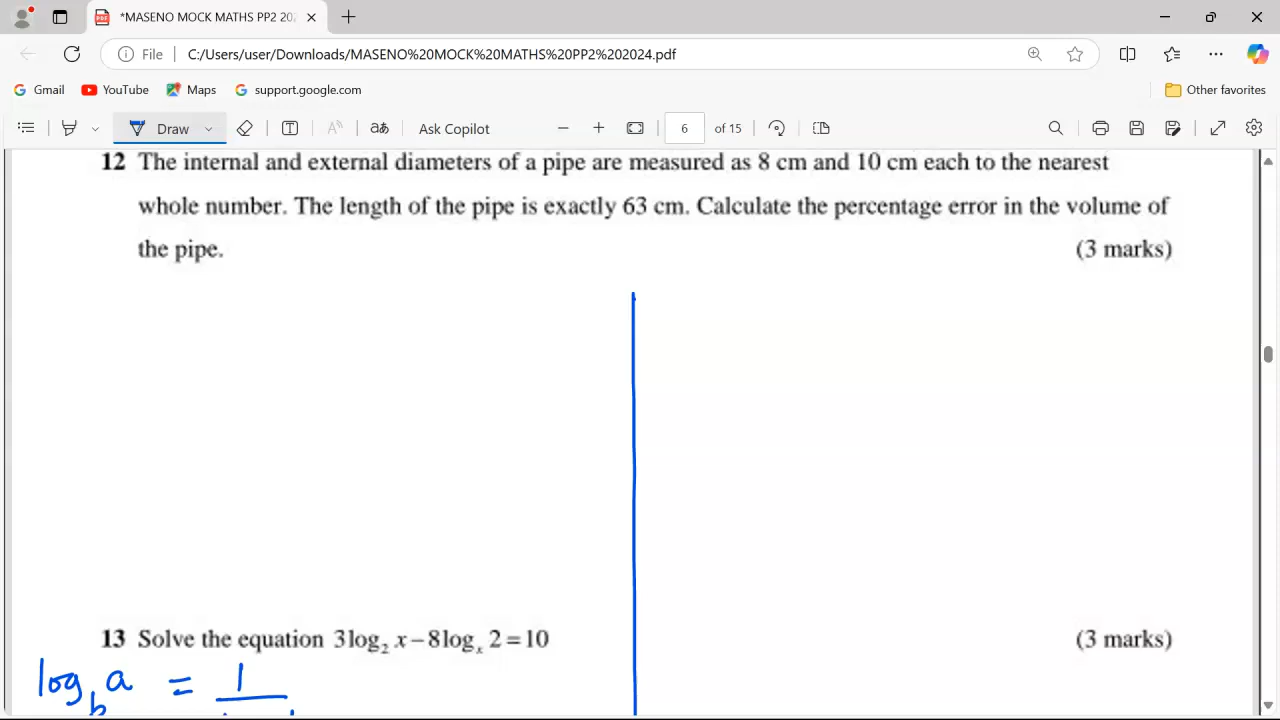 *MASENO MOCK MATHS PP2 202
File C:/Users/user/Downloads/MASENO%20MOCK%20MATHS%20PP2%202024.pdf
Gmail YouTube Maps support.google.com Other favorites
Draw aあ Ask Copilot 6 of 15
12 The internal and external diameters of a pipe are measured as 8 cm and 10 cm each to the nearest
whole number. The length of the pipe is exactly 63 cm. Calculate the percentage error in the volume of
the pipe. (3 marks)
13 Solve the equation 3log₂ x − 8logₓ 2 = 10 (3 marks)
log_b a = 1